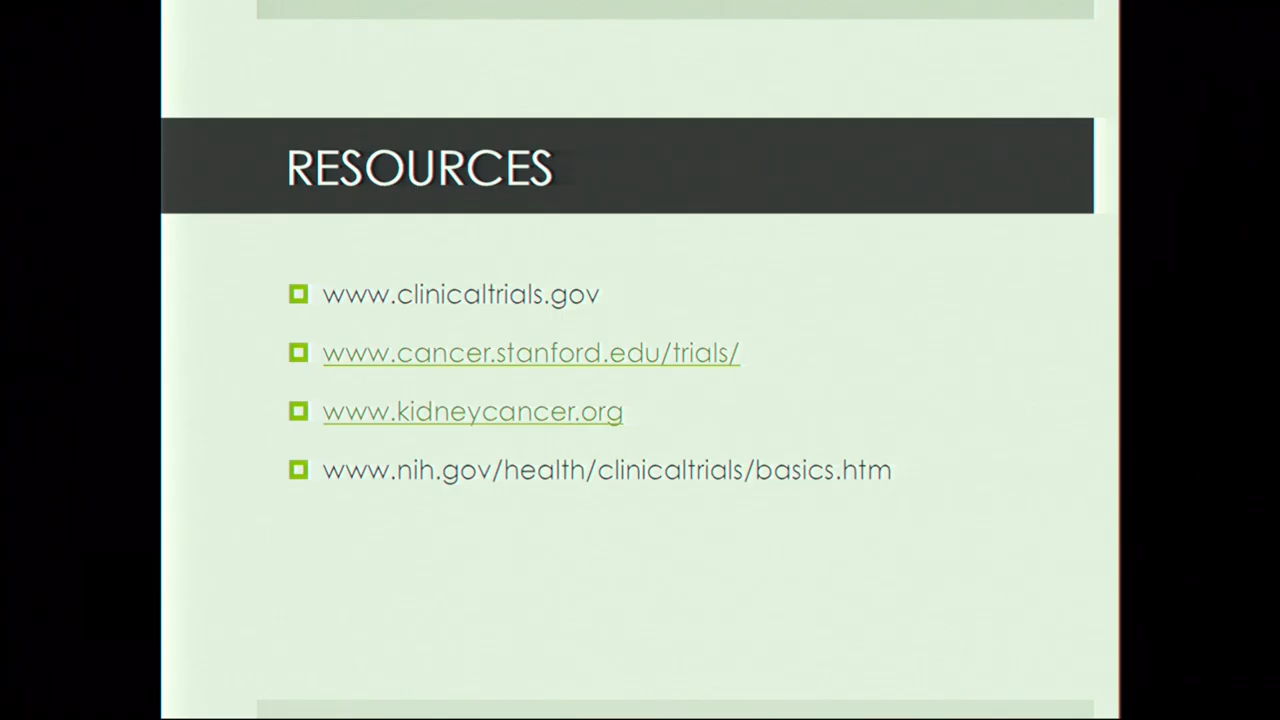 RESOURCES
www.clinicaltrials.gov
www.cancer.stanford.edu/trials/
www.kidneycancer.org
www.nih.gov/health/clinicaltrials/basics.htm